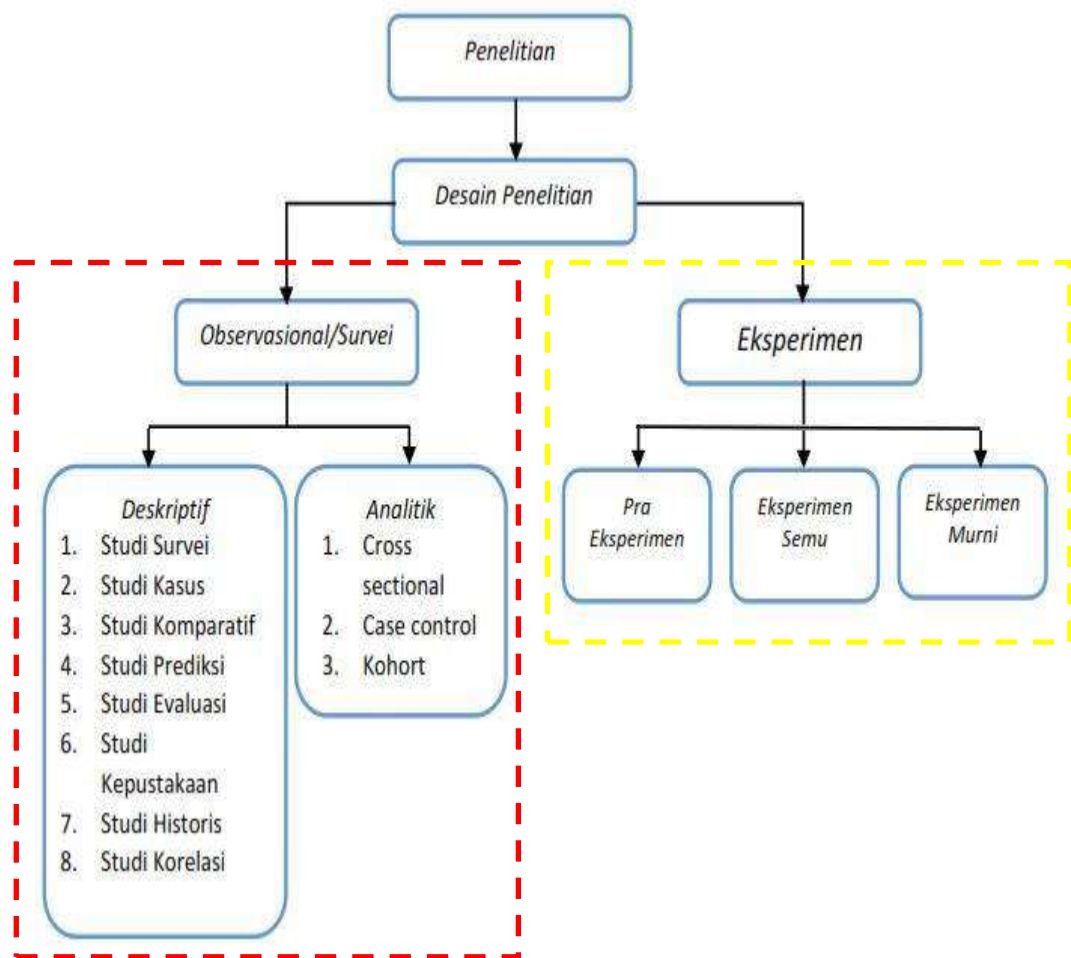 Penelitian
Desain Penelitian
Observasional/Survei
Eksperimen
Deskriptif
1. Studi Survei
2. Studi Kasus
3. Studi Komparatif
4. Studi Prediksi
5. Studi Evaluasi
6. Studi
Kepustakaan
7. Studi Historis
8. Studi Korelasi
Analitik
1. Cross
sectional
2. Case control
3. Kohort
Pra
Eksperimen
Eksperimen
Semu
Eksperimen
Murni